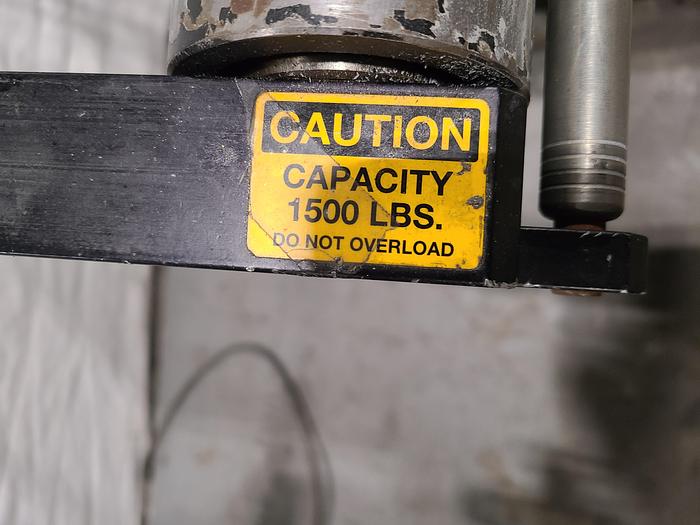 CAUTION
CAPACITY
1500 LBS.
DO NOT OVERLOAD